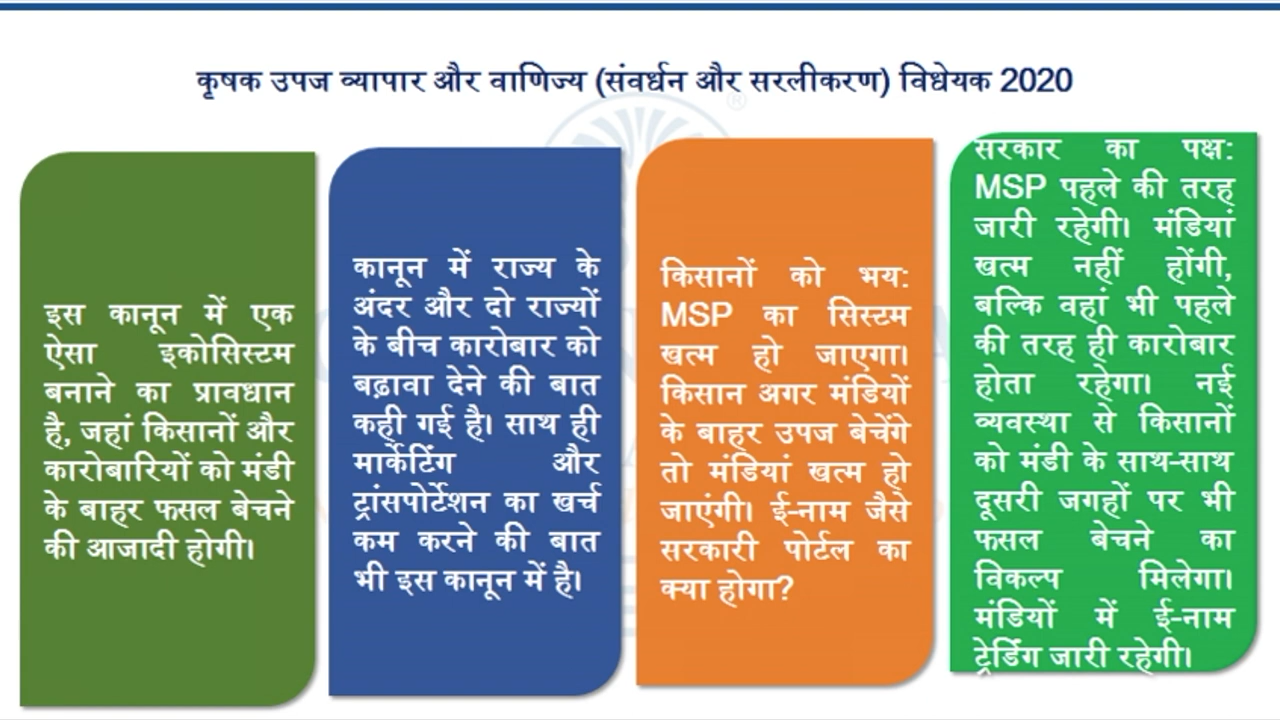 कृषक उपज व्यापार और वाणिज्य (संवर्धन और सरलीकरण) विधेयक 2020
इस कानून में एक
ऐसा इकोसिस्टम
बनाने का प्रावधान
है, जहां किसानों और
कारोबारियों को मंडी
के बाहर फसल बेचने
की आजादी होगी।
कानून में राज्य के
अंदर और दो राज्यों
के बीच कारोबार को
बढ़ावा देने की बात
कही गई है। साथ ही
मार्केटिंग और
ट्रांसपोर्टेशन का खर्च
कम करने की बात
भी इस कानून में है।
किसानों को भय:
MSP का सिस्टम
खत्म हो जाएगा।
किसान अगर मंडियों
के बाहर उपज बेचेंगे
तो मंडियां खत्म हो
जाएंगी। ई-नाम जैसे
सरकारी पोर्टल का
क्या होगा?
सरकार का पक्ष:
MSP पहले की तरह
जारी रहेगी। मंडियां
खत्म नहीं होंगी,
बल्कि वहां भी पहले
की तरह ही कारोबार
होता रहेगा। नई
व्यवस्था से किसानों
को मंडी के साथ-साथ
दूसरी जगहों पर भी
फसल बेचने का
विकल्प मिलेगा।
मंडियों में ई-नाम
ट्रेडिंग जारी रहेगी।